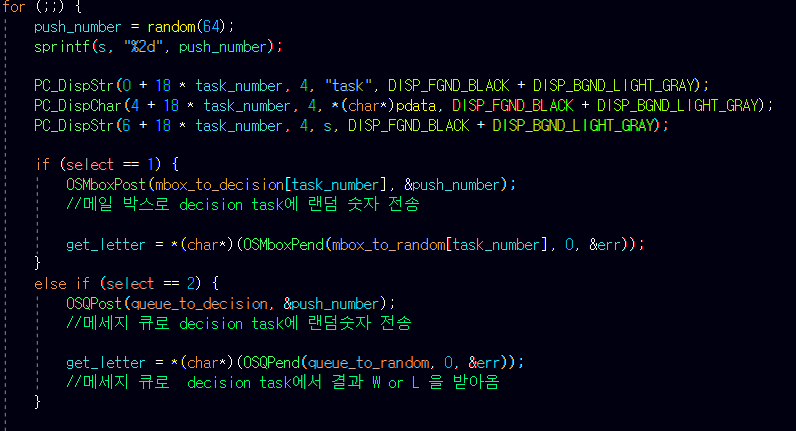 for (;;) {
push_number = random(64);
sprintf(s, "%2d", push_number);
PC_DispStr(0 + 18 * task_number, 4, "task", DISP_FGND_BLACK + DISP_BGND_LIGHT_GRAY);
PC_DispChar(4 + 18 * task_number, 4, *(char*)pdata, DISP_FGND_BLACK + DISP_BGND_LIGHT_GRAY);
PC_DispStr(6 + 18 * task_number, 4, s, DISP_FGND_BLACK + DISP_BGND_LIGHT_GRAY);
if (select == 1) {
OSMboxPost(mbox_to_decision[task_number], &push_number);
//메일 박스로 decision task에 랜덤 숫자 전송
get_letter = *(char*)(OSMboxPend(mbox_to_random[task_number], 0, &err));
}
else if (select == 2) {
OSQPost(queue_to_decision, &push_number);
//메세지 큐로 decision task에 랜덤숫자 전송
get_letter = *(char*)(OSQPend(queue_to_random, 0, &err));
//메세지 큐로  decision task에서 결과 W or L 을 받아옴
}